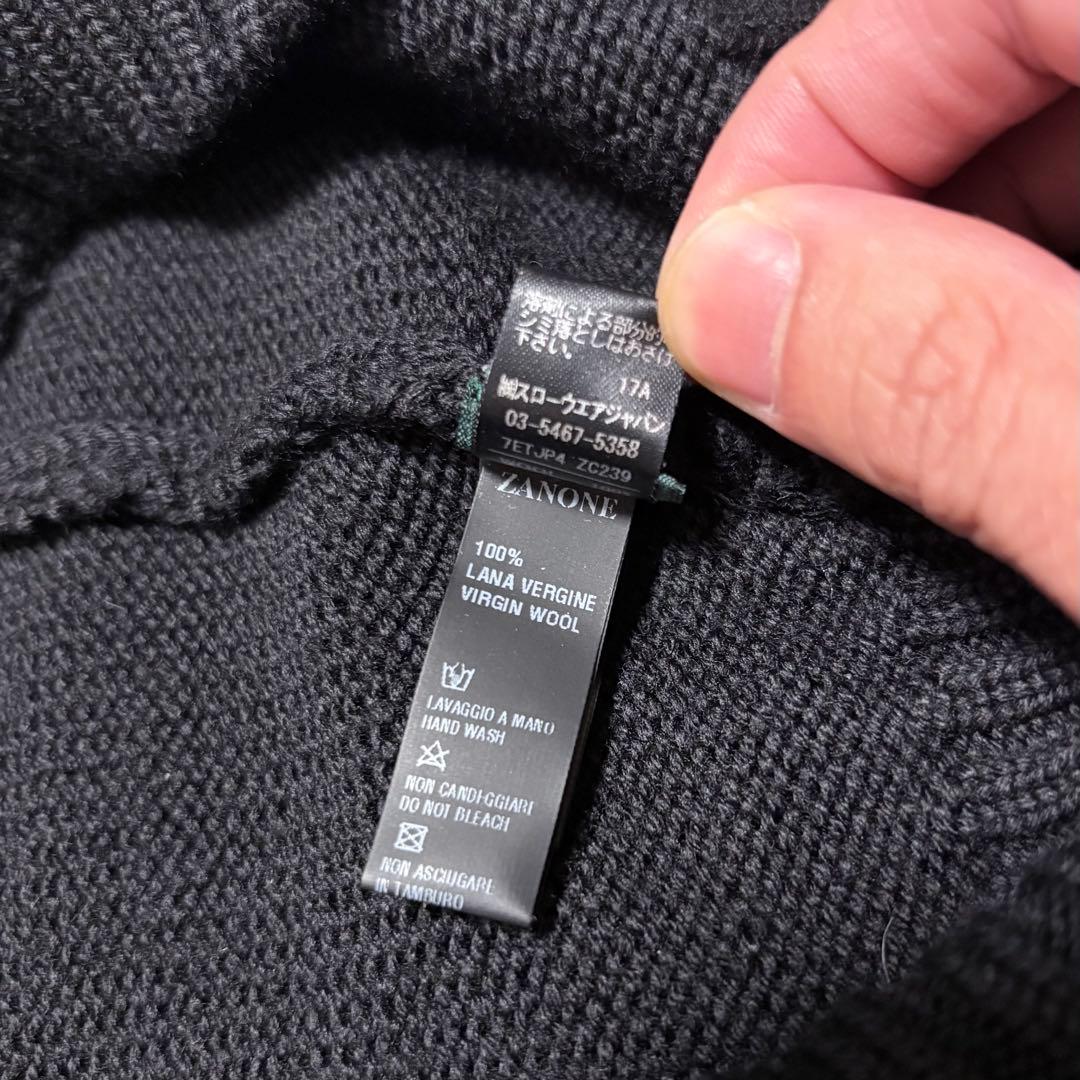 溶剤による部分的
シミ落としはおさけ
下さい。
17A
㈱スローウエアジャパン
03-5467-5358
7ETJP4 ZC239
ZANONE
100%
LANA VERGINE
VIRGIN WOOL
LAVAGGIO A MANO
HAND WASH
NON CANDEGGIARE
DO NOT BLEACH
NON ASCIUGARE
IN TAMBURO